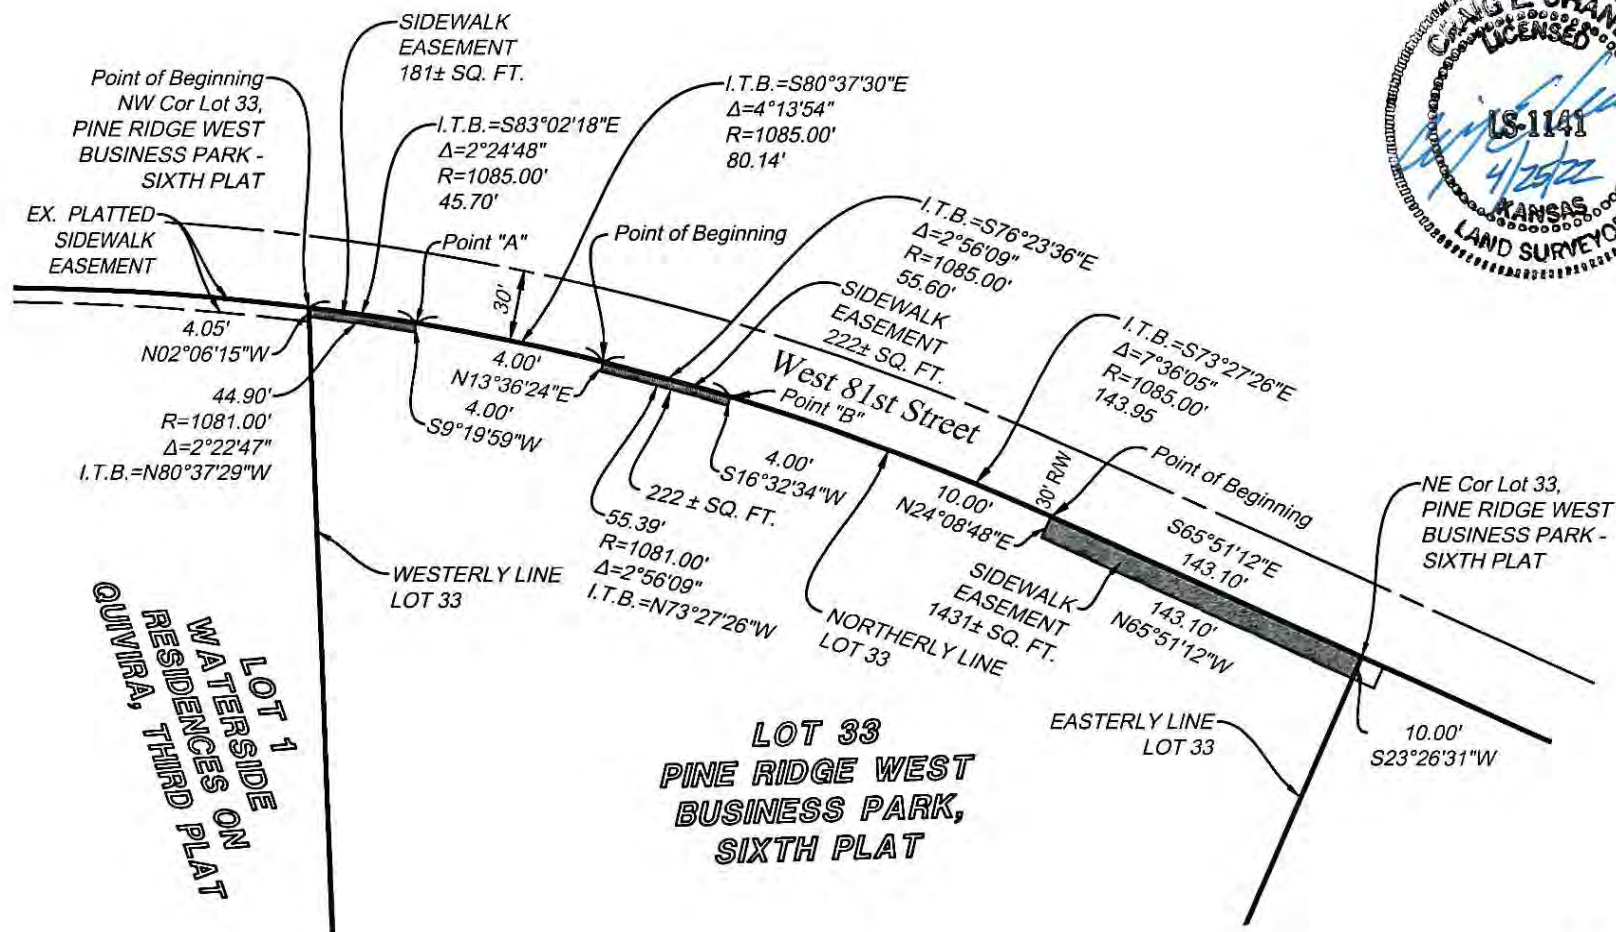 SIDEWALK
EASEMENT
181± SQ. FT.
Point of Beginning
NW Cor Lot 33,
PINE RIDGE WEST
BUSINESS PARK -
SIXTH PLAT
I.T.B.=S83°02'18"E
Δ=2°24'48"
R=1085.00'
45.70'
I.T.B.=S80°37'30"E
Δ=4°13'54"
R=1085.00'
80.14'
LICENSED
LS-1141
4/25/22
KANSAS
LAND SURVEYO
EX. PLATTED
SIDEWALK
EASEMENT
Point "A"
Point of Beginning
30'
I.T.B.=S76°23'36"E
Δ=2°56'09"
R=1085.00'
55.60'
SIDEWALK
EASEMENT
222± SQ. FT.
I.T.B.=S73°27'26"E
Δ=7°36'05"
R=1085.00'
143.95
4.05'
N02°06'15"W
44.90'
R=1081.00'
Δ=2°22'47"
I.T.B.=N80°37'29"W
4.00'
N13°36'24"E
4.00'
S9°19'59"W
West 81st Street
Point "B"
4.00'
S16°32'34"W
222 ± SQ. FT.
55.39'
R=1081.00'
Δ=2°56'09"
I.T.B.=N73°27'26"W
30' R/W
Point of Beginning
10.00'
N24°08'48"E
S65°51'12"E
143.10'
143.10'
N65°51'12"W
SIDEWALK
EASEMENT
1431± SQ. FT.
NE Cor Lot 33,
PINE RIDGE WEST
BUSINESS PARK -
SIXTH PLAT
WESTERLY LINE
LOT 33
NORTHERLY LINE
LOT 33
EASTERLY LINE
LOT 33
10.00'
S23°26'31"W
LOT 1
WATERSIDE
RESIDENCES ON
QUIVIRA, THIRD PLAT
LOT 33
PINE RIDGE WEST
BUSINESS PARK,
SIXTH PLAT